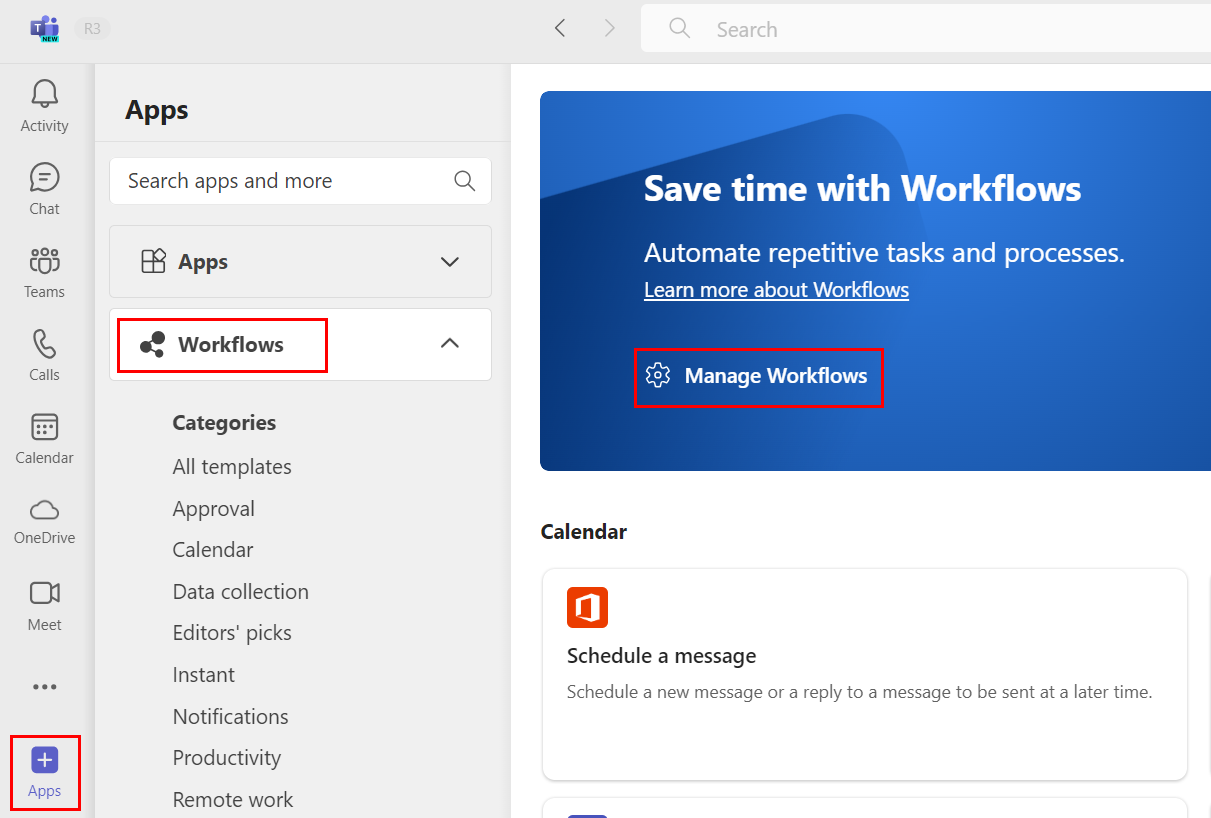 T
NEW
R3
Search
Activity
Chat
Teams
Calls
Calendar
OneDrive
Meet
Apps
Apps
Search apps and more
Apps
Workflows
Categories
All templates
Approval
Calendar
Data collection
Editors' picks
Instant
Notifications
Productivity
Remote work
Save time with Workflows
Automate repetitive tasks and processes.
Learn more about Workflows
Manage Workflows
Calendar
Schedule a message
Schedule a new message or a reply to a message to be sent at a later time.